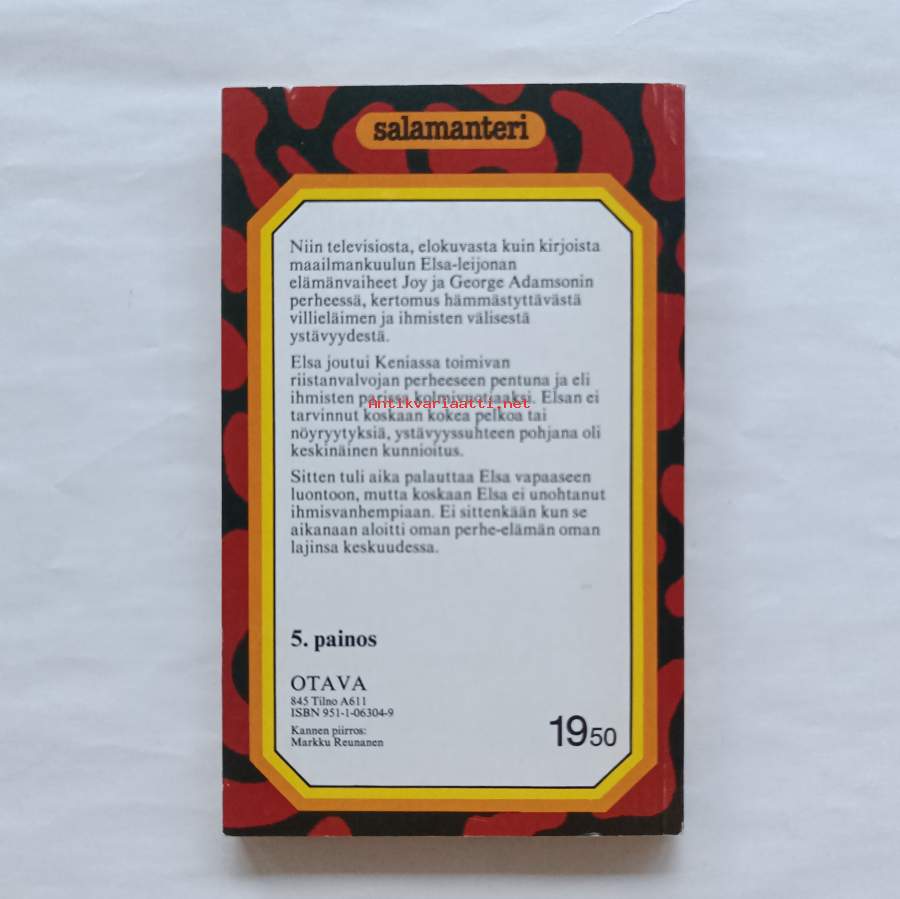 salamanteri
Niin televisiosta, elokuvasta kuin kirjoista
maailmankuulun Elsa-leijonan
elämänvaiheet Joy ja George Adamsonin
perheessä, kertomus hämmästyttävästä
villieläimen ja ihmisten välisestä
ystävyydestä.
Elsa joutui Keniassa toimivan
riistanvalvojan perheeseen pentuna ja eli
ihmisten parissa kolmivuotiaaksi. Elsan ei
Antikvariaatti.net
tarvinnut koskaan kokea pelkoa tai
nöyryytyksiä, ystävyyssuhteen pohjana oli
keskinäinen kunnioitus.
Sitten tuli aika palauttaa Elsa vapaaseen
luontoon, mutta koskaan Elsa ei unohtanut
ihmisvanhempiaan. Ei sittenkään kun se
aikanaan aloitti oman perhe-elämän oman
lajinsa keskuudessa.
5. painos
OTAVA
845 Tilno A611
ISBN 951-1-06304-9
Kannen piirros:
Markku Reunanen
1950